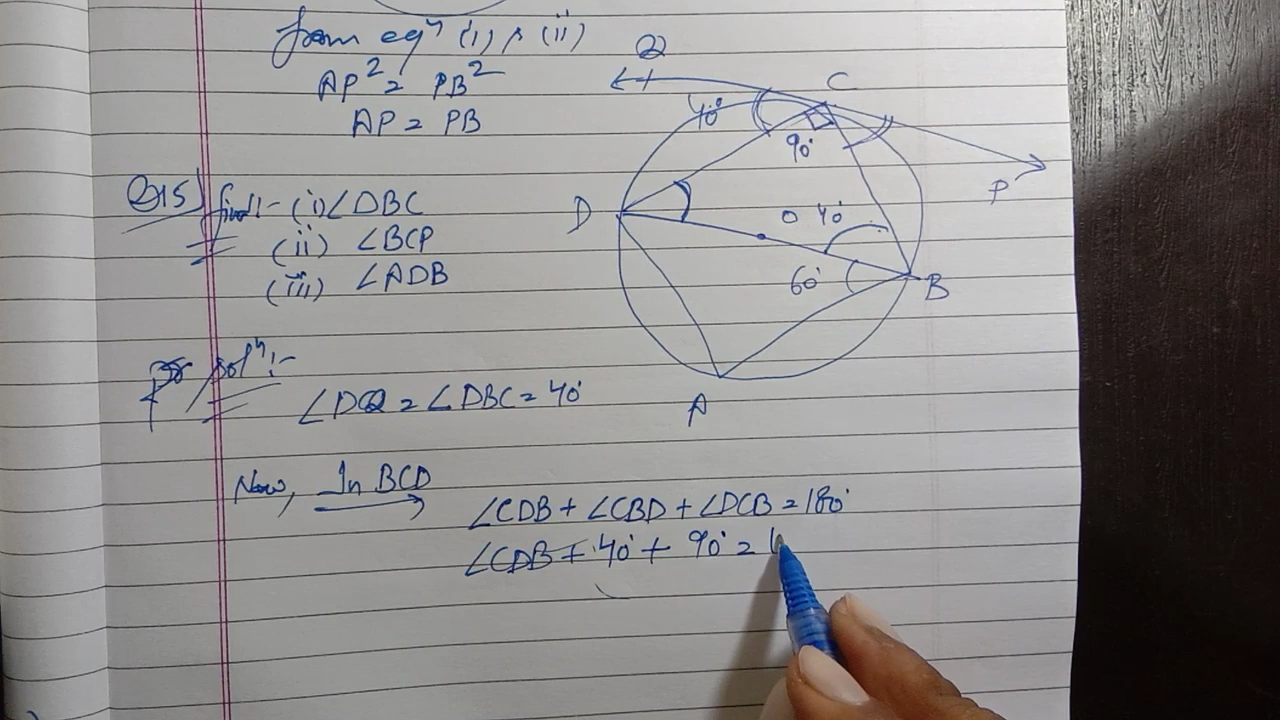 from eqⁿ (i) & (ii)
AP² = PB²
AP = PB
Q15) find:- (i) ∠DBC
(ii) ∠BCP
(iii) ∠ADB
Q
C
40°
90°
P
D
O 40°
60°
B
A
solⁿ:-
∠DCQ = ∠DBC = 40°
Now, In BCD
∠CDB + ∠CBD + ∠DCB = 180°
∠CDB + 40° + 90° = 1